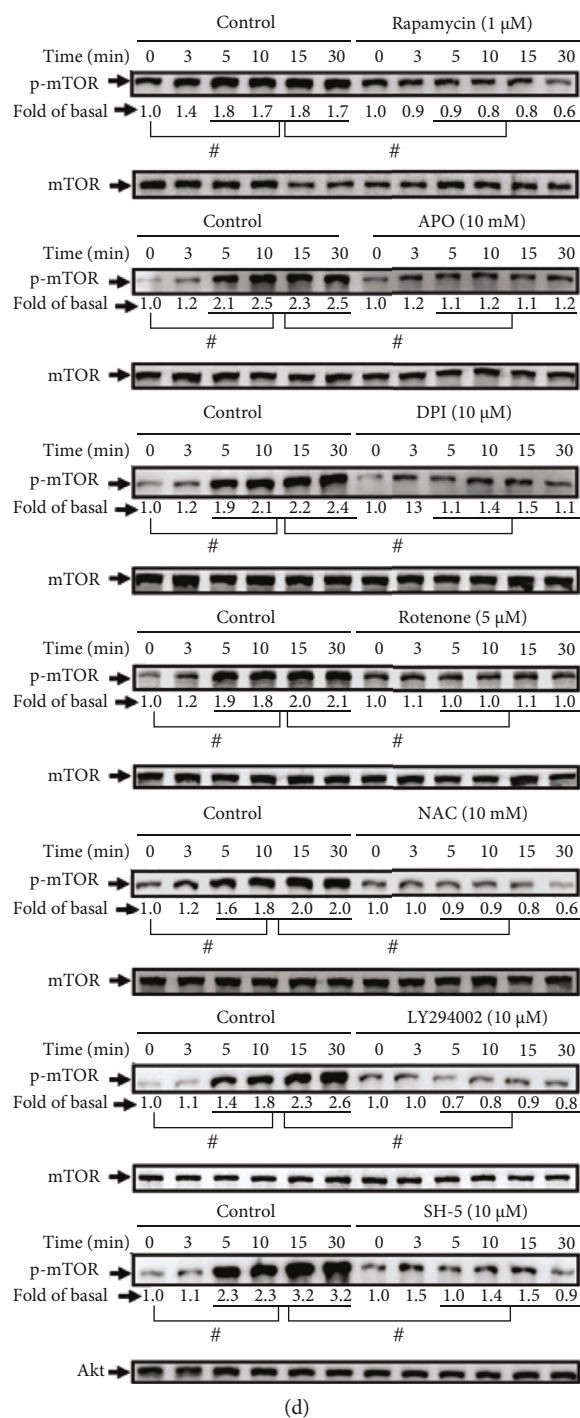 Control Rapamycin (1 µM)
Time (min) 0 3 5 10 15 30 0 3 5 10 15 30
p-mTOR
Fold of basal 1.0 1.4 1.8 1.7 1.8 1.7 1.0 0.9 0.9 0.8 0.8 0.6
# #
mTOR
Control APO (10 mM)
Time (min) 0 3 5 10 15 30 0 3 5 10 15 30
p-mTOR
Fold of basal 1.0 1.2 2.1 2.5 2.3 2.5 1.0 1.2 1.1 1.2 1.1 1.2
# #
mTOR
Control DPI (10 µM)
Time (min) 0 3 5 10 15 30 0 3 5 10 15 30
p-mTOR
Fold of basal 1.0 1.2 1.9 2.1 2.2 2.4 1.0 13 1.1 1.4 1.5 1.1
# #
mTOR
Control Rotenone (5 µM)
Time (min) 0 3 5 10 15 30 0 3 5 10 15 30
p-mTOR
Fold of basal 1.0 1.2 1.9 1.8 2.0 2.1 1.0 1.1 1.0 1.0 1.1 1.0
# #
mTOR
Control NAC (10 mM)
Time (min) 0 3 5 10 15 30 0 3 5 10 15 30
p-mTOR
Fold of basal 1.0 1.2 1.6 1.8 2.0 2.0 1.0 1.0 0.9 0.9 0.8 0.6
# #
mTOR
Control LY294002 (10 µM)
Time (min) 0 3 5 10 15 30 0 3 5 10 15 30
p-mTOR
Fold of basal 1.0 1.1 1.4 1.8 2.3 2.6 1.0 1.0 0.7 0.8 0.9 0.8
# #
mTOR
Control SH-5 (10 µM)
Time (min) 0 3 5 10 15 30 0 3 5 10 15 30
p-mTOR
Fold of basal 1.0 1.1 2.3 2.3 3.2 3.2 1.0 1.5 1.0 1.4 1.5 0.9
# #
Akt
(d)